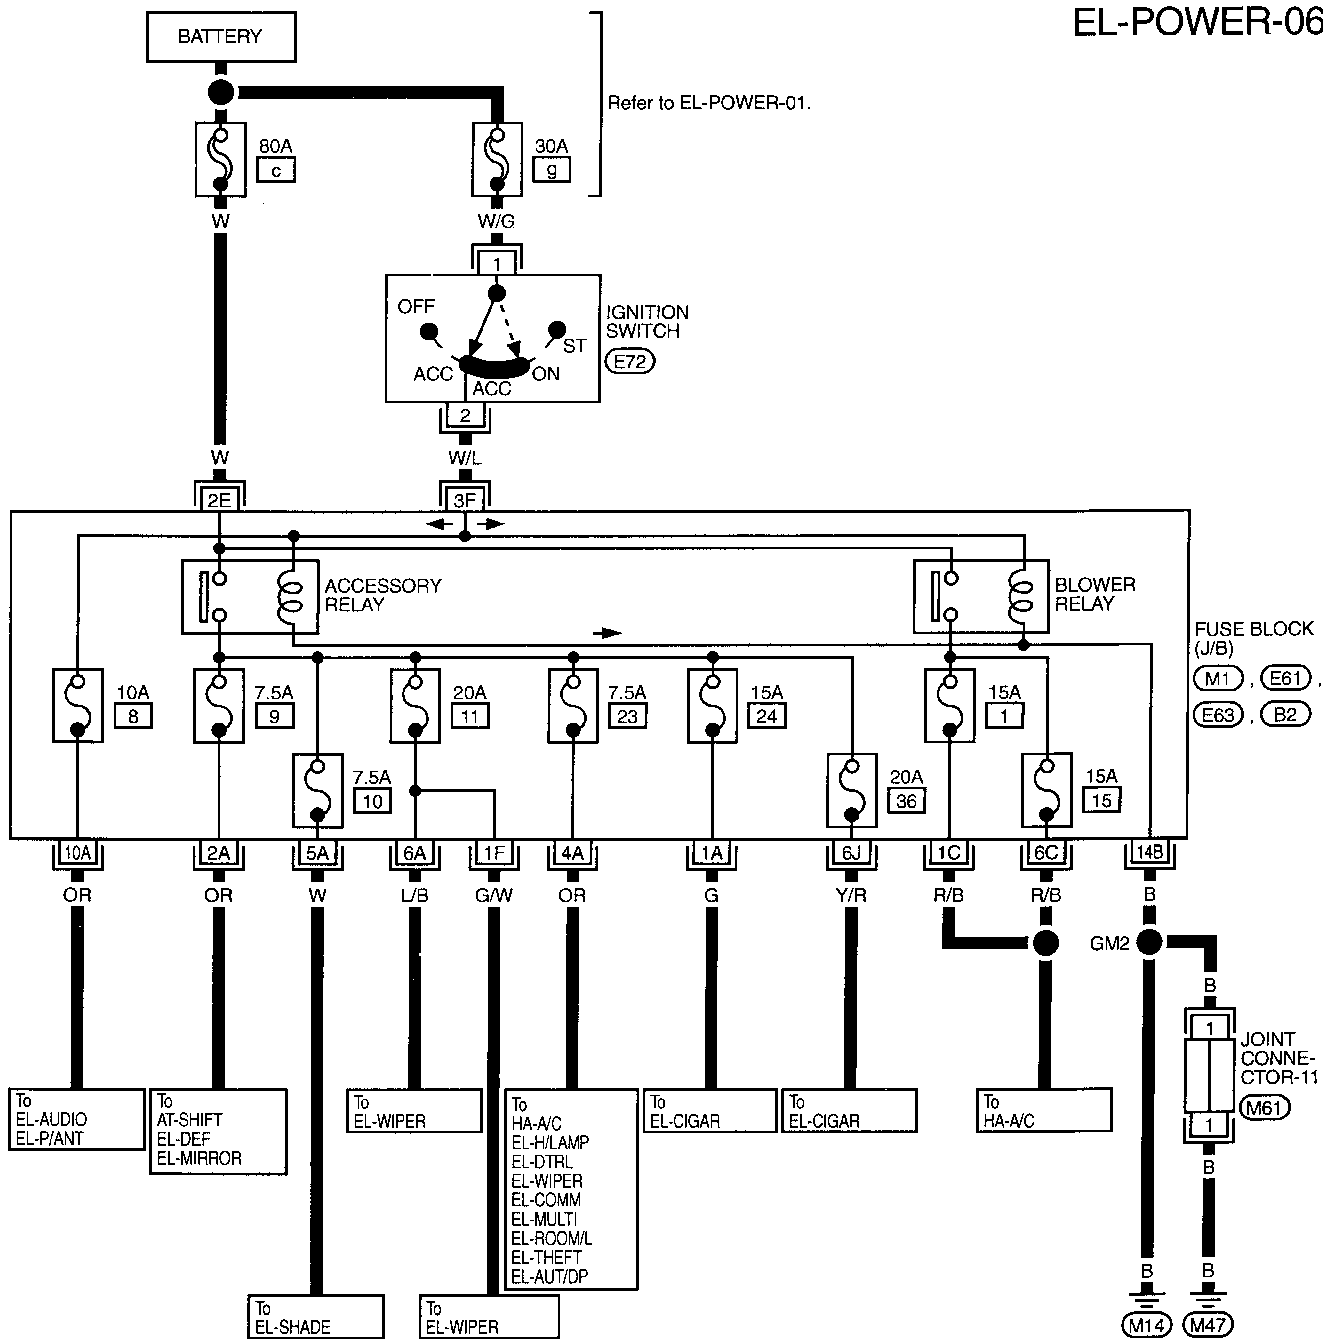 EL-POWER-06
BATTERY
Refer to EL-POWER-01.
80A
c
30A
g
W
W/G
1
OFF
ST
ACC
ACC
ON
IGNITION
SWITCH
E72
2
W
W/L
2E
3F
ACCESSORY
RELAY
BLOWER
RELAY
FUSE BLOCK
(J/B)
M1 , E61 ,
E63 , B2
10A
8
7.5A
9
20A
11
7.5A
23
15A
24
15A
1
7.5A
10
20A
36
15A
15
10A
2A
5A
6A
1F
4A
1A
6J
1C
6C
14B
OR
OR
W
L/B
G/W
OR
G
Y/R
R/B
R/B
B
GM2
B
1
JOINT
CONNE-
CTOR-11
M61
1
B
To
EL-AUDIO
EL-P/ANT
To
AT-SHIFT
EL-DEF
EL-MIRROR
To
EL-WIPER
To
HA-A/C
EL-H/LAMP
EL-DTRL
EL-WIPER
EL-COMM
EL-MULTI
EL-ROOM/L
EL-THEFT
EL-AUT/DP
To
EL-CIGAR
To
EL-CIGAR
To
HA-A/C
B
B
To
EL-SHADE
To
EL-WIPER
M14
M47